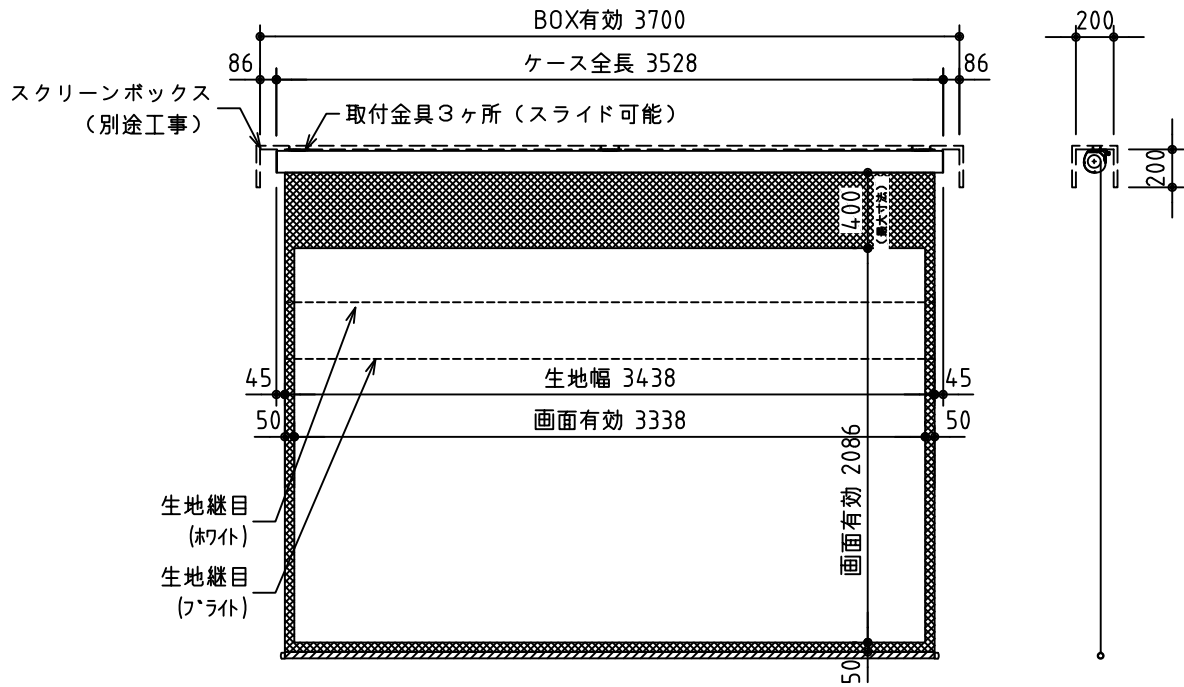 BOX有効 3700
200
86
ケース全長 3528
86
スクリーンボックス
（別途工事）
取付金具３ヶ所（スライド可能）
200
400
（最大寸法）
45
生地幅 3438
45
50
画面有効 3338
50
画面有効 2086
生地継目
(ホワイト)
生地継目
(ブライト)
50